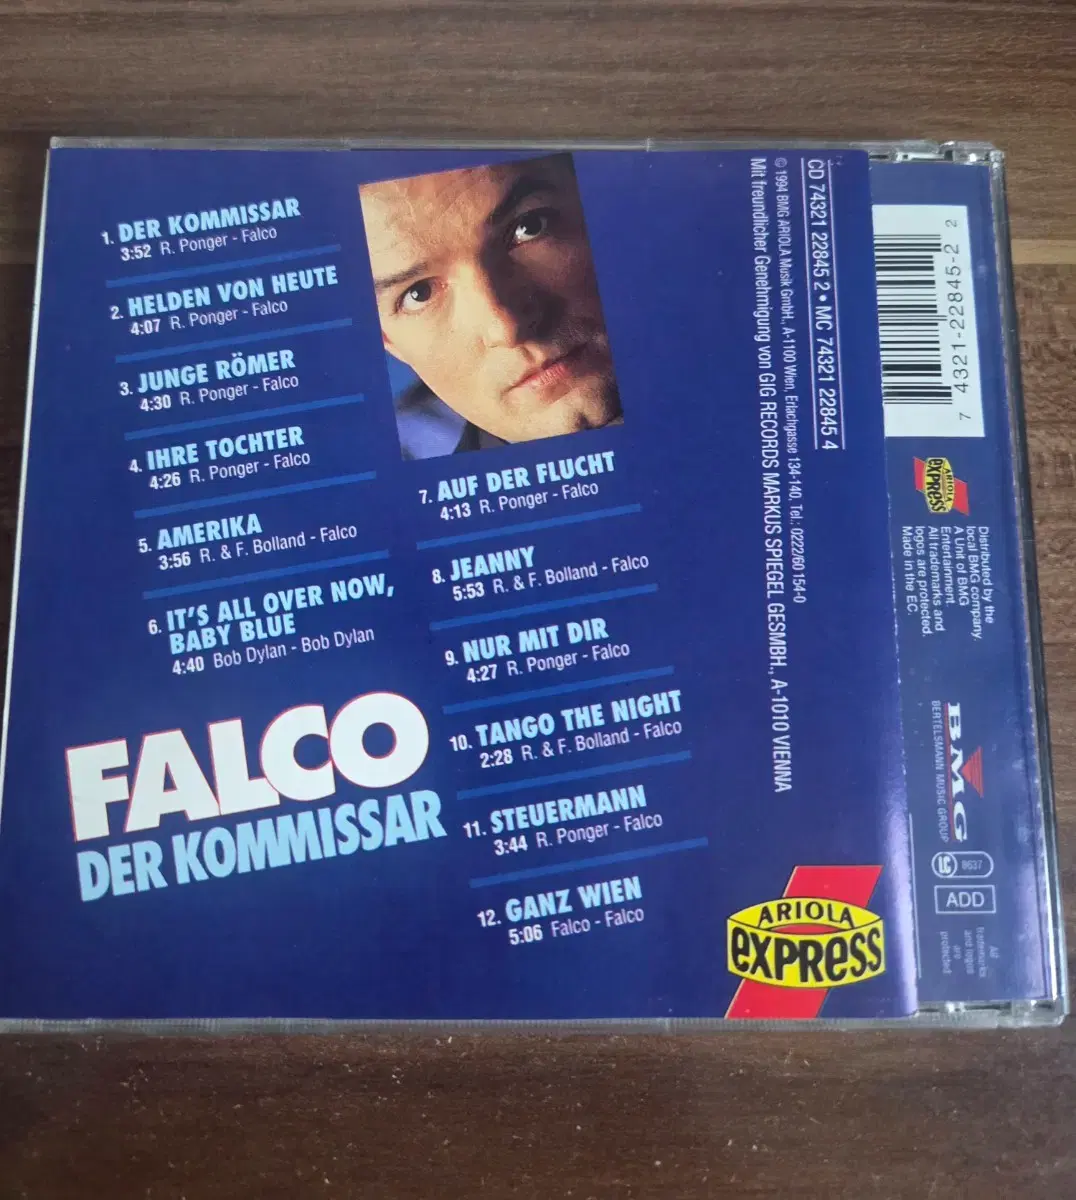 1. DER KOMMISSAR
3:52 R. Ponger - Falco
2. HELDEN VON HEUTE
4:07 R. Ponger - Falco
3. JUNGE RÖMER
4:30 R. Ponger - Falco
4. IHRE TOCHTER
4:26 R. Ponger - Falco
5. AMERIKA
3:56 R. & F. Bolland - Falco
6. IT'S ALL OVER NOW,
BABY BLUE
4:40 Bob Dylan - Bob Dylan
7. AUF DER FLUCHT
4:13 R. Ponger - Falco
8. JEANNY
5:53 R. & F. Bolland - Falco
9. NUR MIT DIR
4:27 R. Ponger - Falco
10. TANGO THE NIGHT
2:28 R. & F. Bolland - Falco
11. STEUERMANN
3:44 R. Ponger - Falco
12. GANZ WIEN
5:06 Falco - Falco
FALCO
DER KOMMISSAR
CD 74321 22845 2 • MC 74321 22845 4
© 1994 BMG ARIOLA Musik GmbH., A-1100 Wien, Erlachgasse 134-140, Tel.: 0222/60 154-0
Mit freundlicher Genehmigung von GIG RECORDS MARKUS SPIEGEL GESMBH., A-1010 VIENNA
ARIOLA
eXPRESS
7 4321-22845-2 2
ARIOLA
eXPRESS
Distributed by the
local BMG company.
A Unit of BMG
Entertainment.
All trademarks and
logos are protected.
Made in the EC.
BMG
BERTELSMANN MUSIC GROUP
LC 8637
ADD
All
trademarks
and logos
are
protected